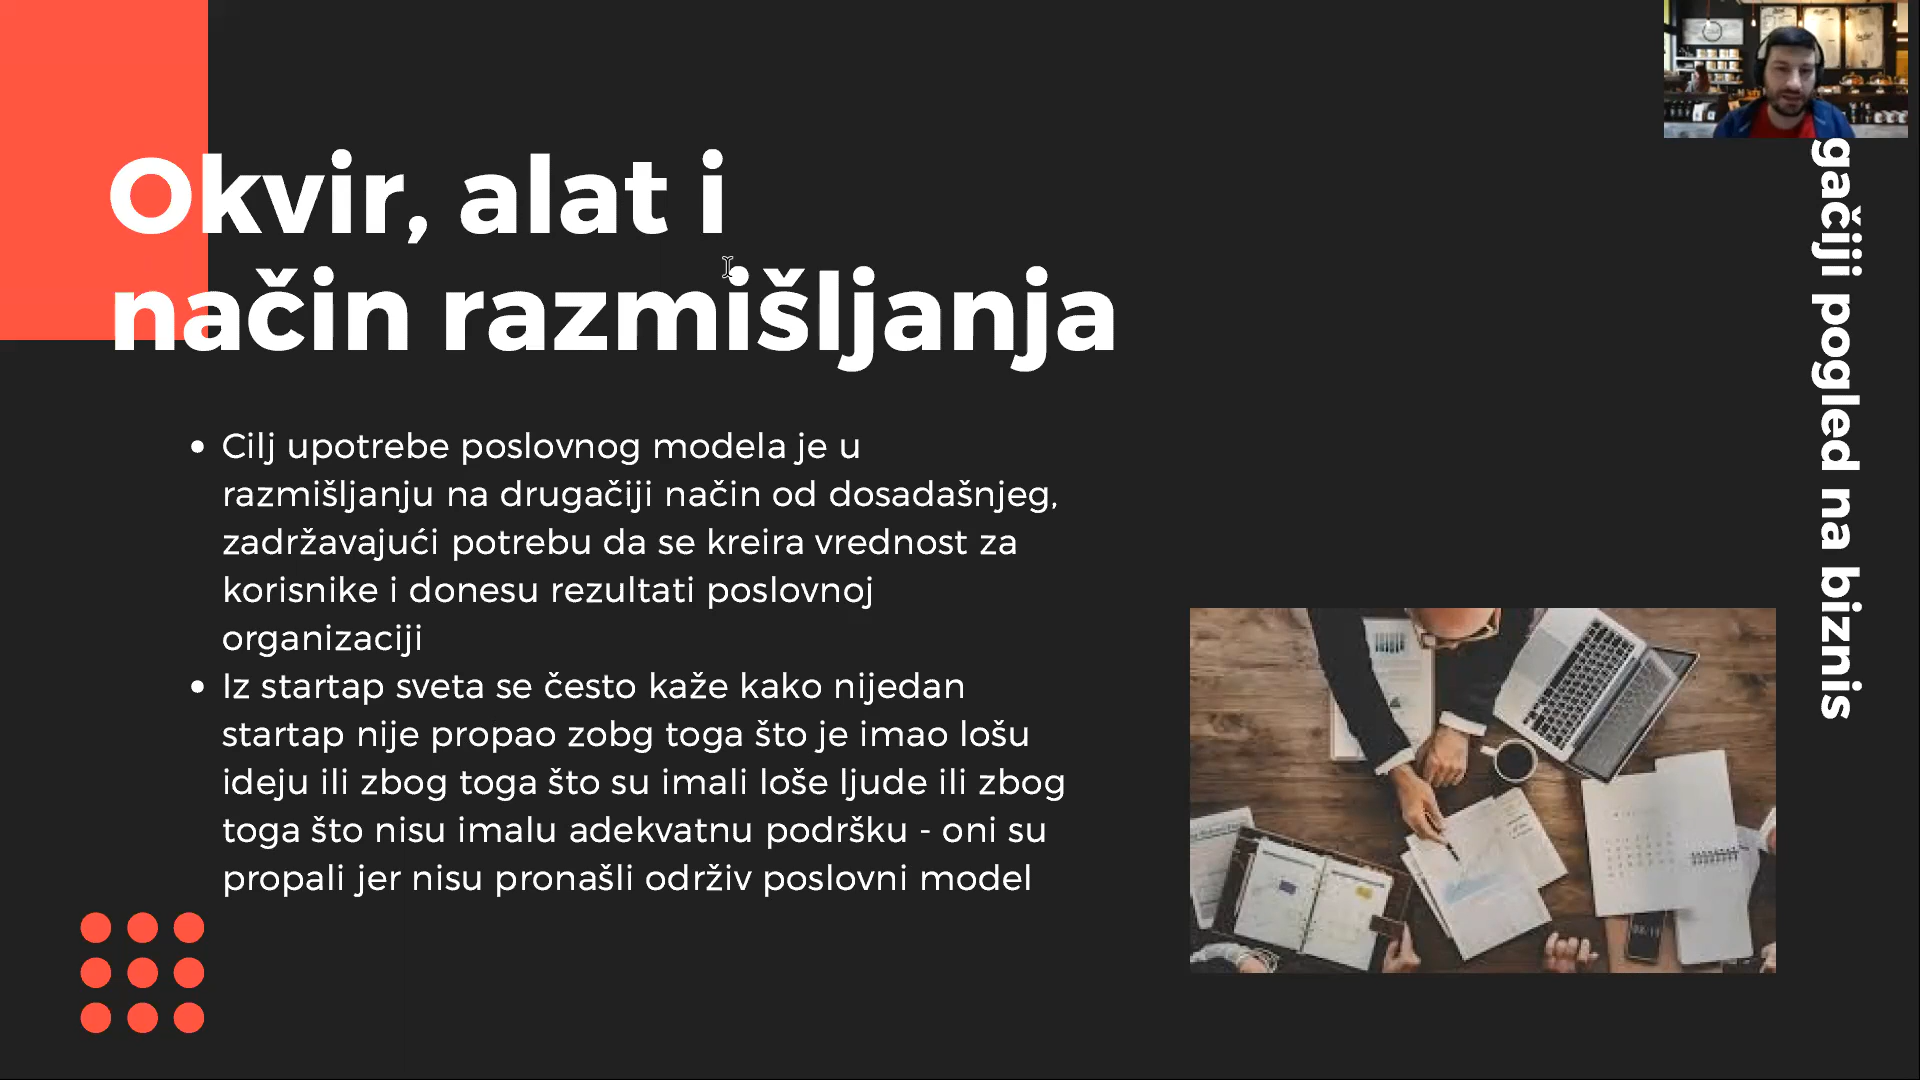 Okvir, alat i
način razmišljanja
Cilj upotrebe poslovnog modela je u
razmišljanju na drugačiji način od dosadašnjeg,
zadržavajući potrebu da se kreira vrednost za
korisnike i donesu rezultati poslovnoj
organizaciji
Iz startap sveta se često kaže kako nijedan
startap nije propao zobg toga što je imao lošu
ideju ili zbog toga što su imali loše ljude ili zbog
toga što nisu imalu adekvatnu podršku - oni su
propali jer nisu pronašli održiv poslovni model
gačiji pogled na biznis